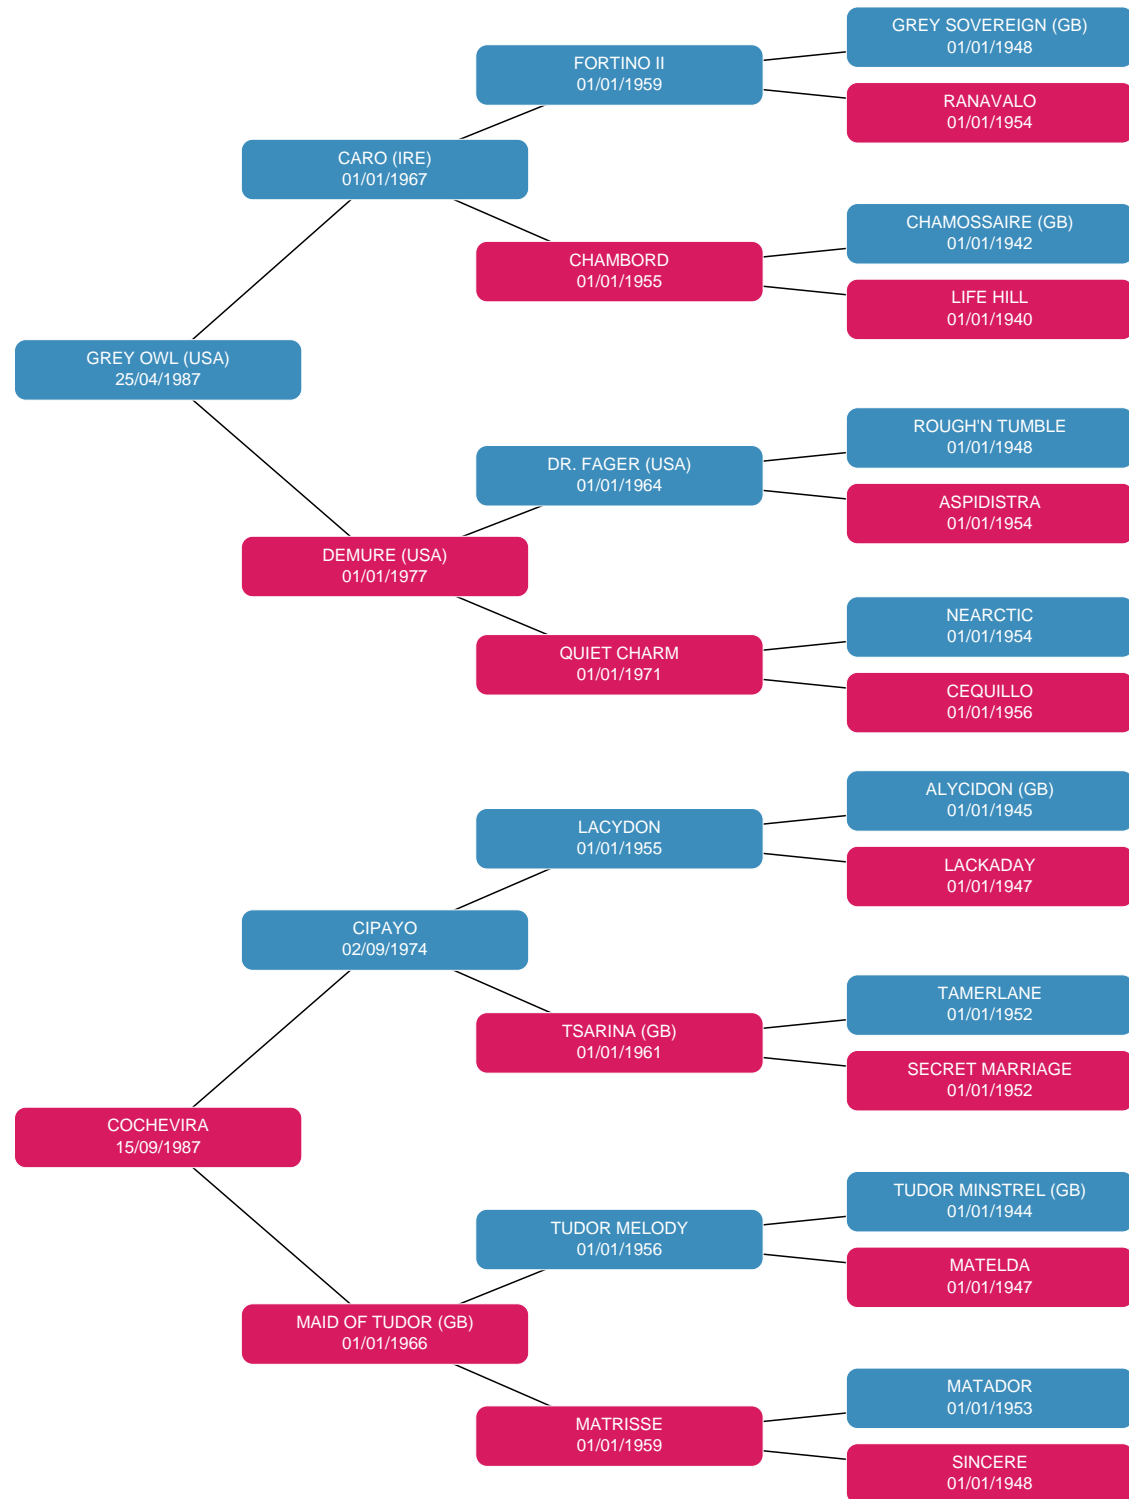 GREY SOVEREIGN (GB)
01/01/1948
FORTINO II
01/01/1959
RANAVALO
01/01/1954
CARO (IRE)
01/01/1967
CHAMOSSAIRE (GB)
01/01/1942
CHAMBORD
01/01/1955
LIFE HILL
01/01/1940
GREY OWL (USA)
25/04/1987
ROUGH'N TUMBLE
01/01/1948
DR. FAGER (USA)
01/01/1964
ASPIDISTRA
01/01/1954
DEMURE (USA)
01/01/1977
NEARCTIC
01/01/1954
QUIET CHARM
01/01/1971
CEQUILLO
01/01/1956
ALYCIDON (GB)
01/01/1945
LACYDON
01/01/1955
LACKADAY
01/01/1947
CIPAYO
02/09/1974
TAMERLANE
01/01/1952
TSARINA (GB)
01/01/1961
SECRET MARRIAGE
01/01/1952
COCHEVIRA
15/09/1987
TUDOR MINSTREL (GB)
01/01/1944
TUDOR MELODY
01/01/1956
MATELDA
01/01/1947
MAID OF TUDOR (GB)
01/01/1966
MATADOR
01/01/1953
MATRISSE
01/01/1959
SINCERE
01/01/1948